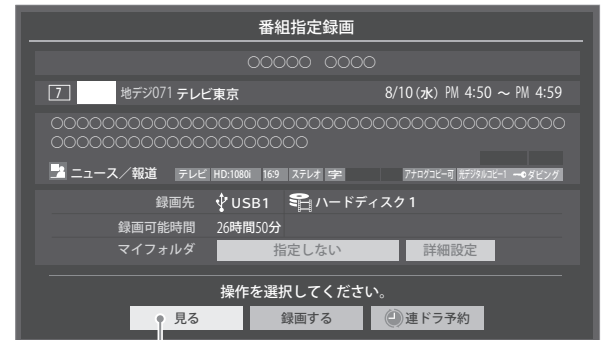 番組指定録画
○○○○○ ○○○○
7 地デジ071 テレビ東京 8/10(水) PM 4:50 ～ PM 4:59
○○○○○○○○○○○○○○○○○○○○○○○○○○○○○○○○○○○○○○○○
○○○○○○○○○○○○○○○○○○○○
ニュース／報道 テレビ HD:1080i 16:9 ステレオ 字 アナログコピー可 光デジタルコピー1 ダビング
録画先 USB1 ハードディスク1
録画可能時間 26時間50分
マイフォルダ 指定しない 詳細設定
操作を選択してください。
見る 録画する 連ドラ予約